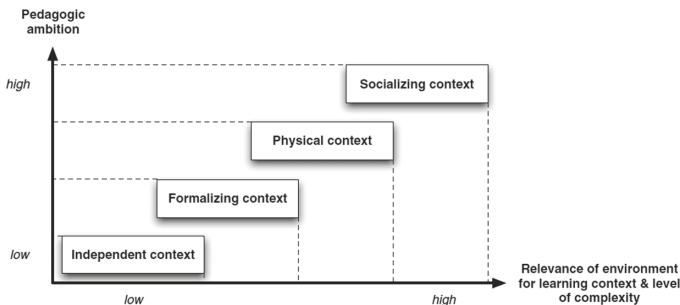 Pedagogic
ambition
high
Socializing context
Physical context
Formalizing context
low
Independent context
Relevance of environment
for learning context & level
of complexity
low
high